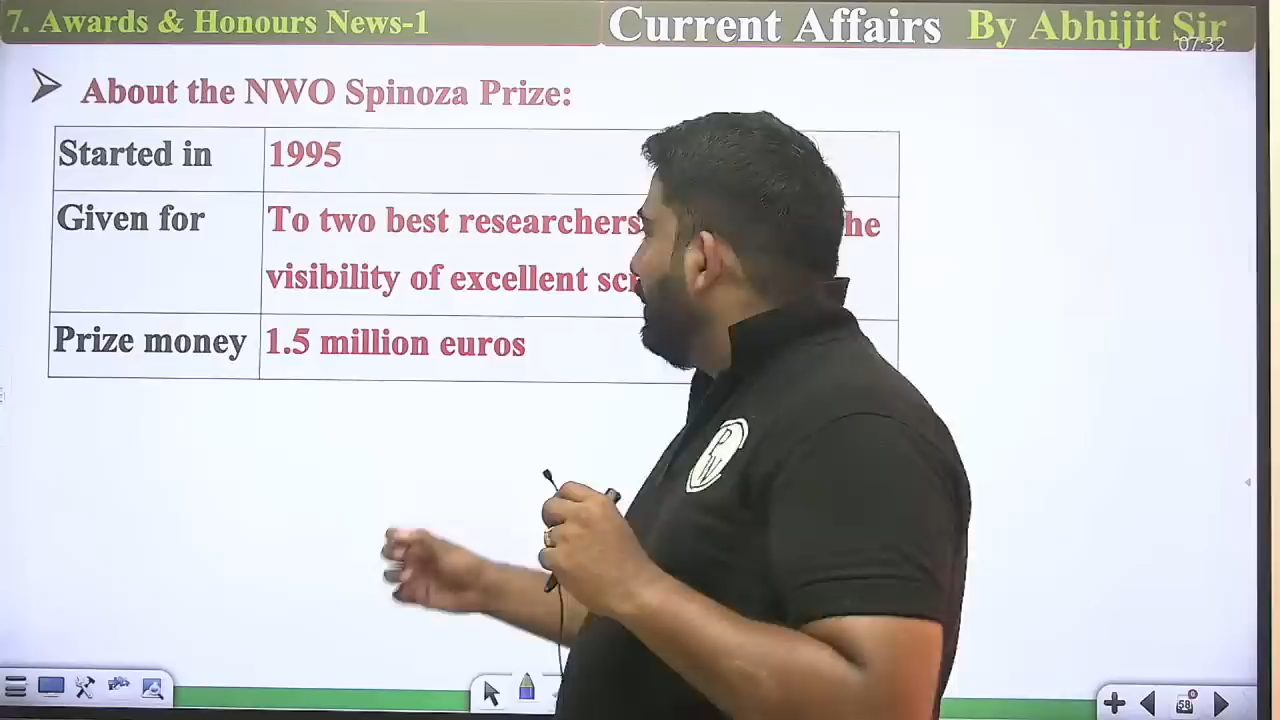 7. Awards & Honours News-1
Current Affairs
By Abhijit Sir
07:32
About the NWO Spinoza Prize:
Started in 1995
Given for To two best researchers he
visibility of excellent
Prize money 1.5 million euros
58